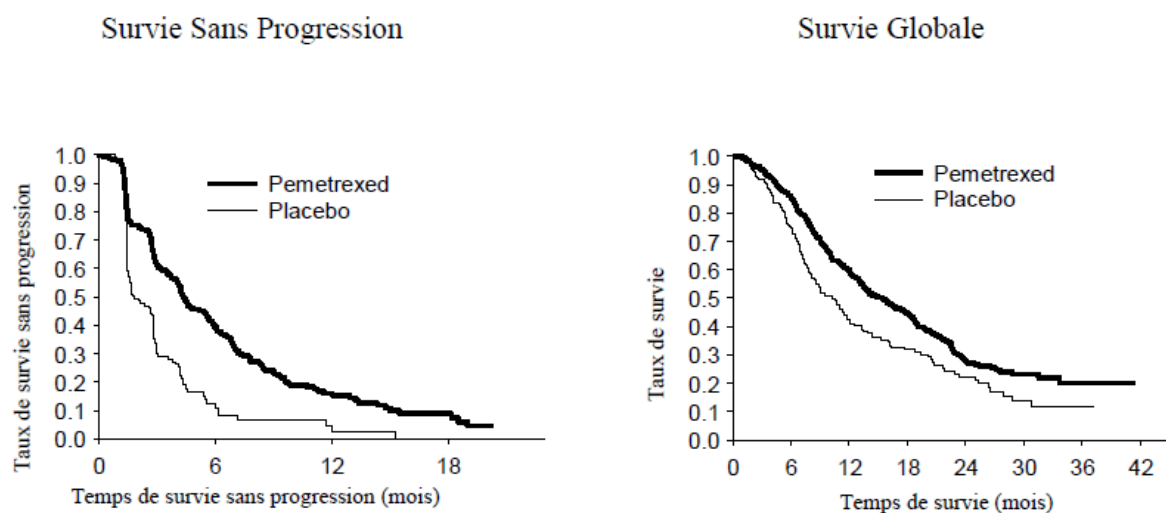 Survie Sans Progression
Survie Globale
Taux de survie sans progression
1.0
0.9
0.8
0.7
0.6
0.5
0.4
0.3
0.2
0.1
0.0
Pemetrexed
Placebo
0 6 12 18
Temps de survie sans progression (mois)
Taux de survie
1.0
0.9
0.8
0.7
0.6
0.5
0.4
0.3
0.2
0.1
0.0
Pemetrexed
Placebo
0 6 12 18 24 30 36 42
Temps de survie (mois)